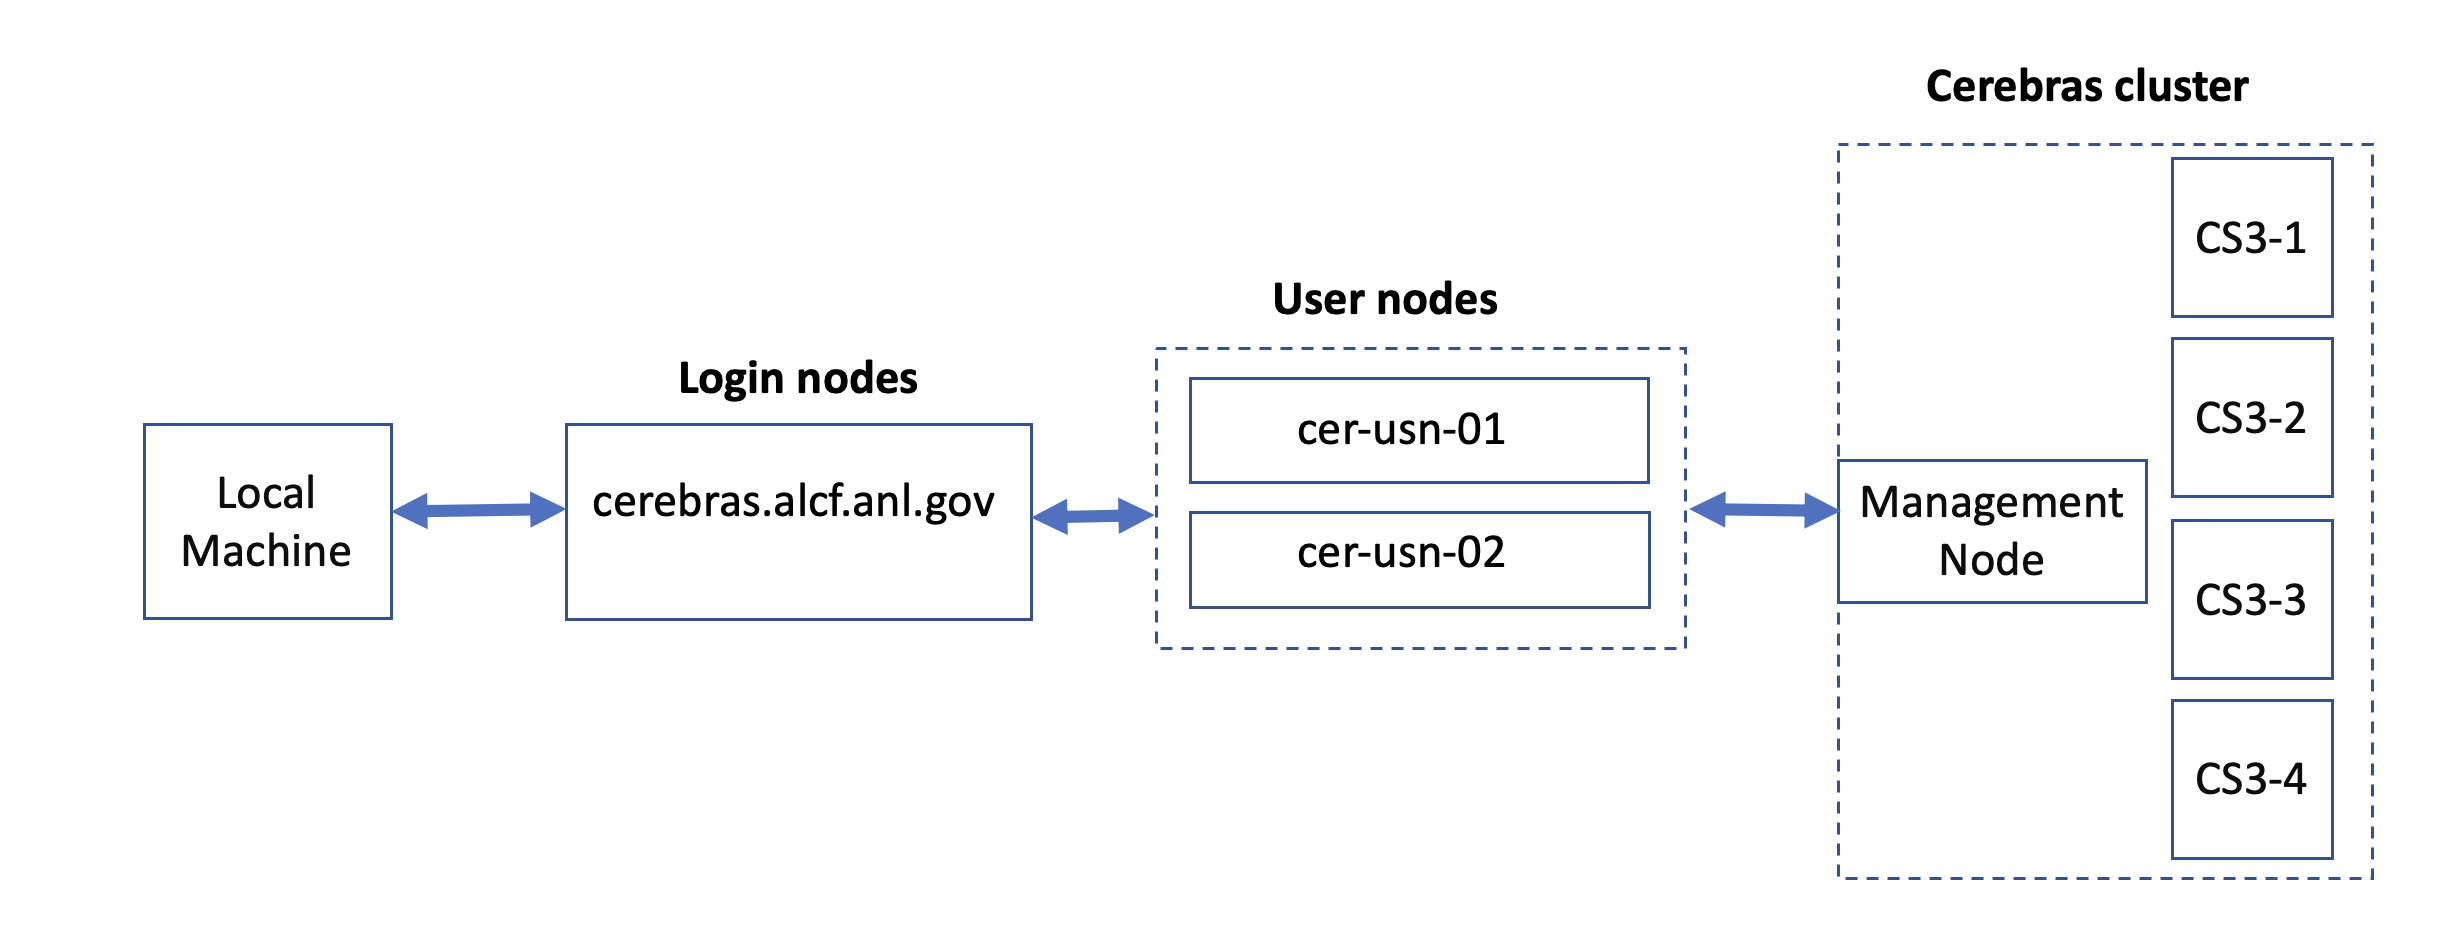 Cerebras cluster
CS3-1
User nodes
CS3-2
Login nodes
cer-usn-01
Local
Machine
cerebras.alcf.anl.gov
Management
Node
cer-usn-02
CS3-3
CS3-4